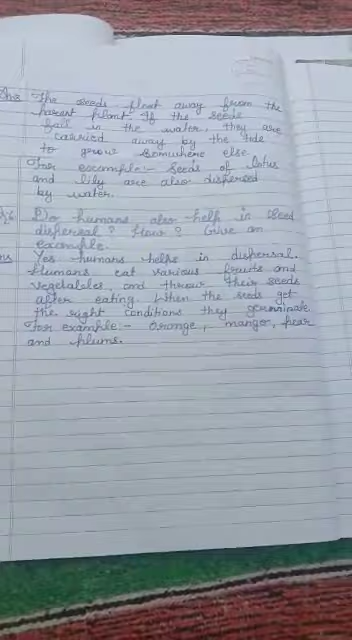 Ans The seeds float away from the
parent plant If the seeds
fall in the water, they are
carried away by the tide
to grow somewhere else.
For example:- Seeds of lotus
and lily are also dispersed
by water.
Do humans also help in seed
dispersal? How? Give an
example.
Ans Yes humans helps in dispersal.
Humans eat various fruits and
vegetables, and throw their seeds
after eating. When the seeds get
the right conditions they germinate.
For example:- Orange, mango, pear
and plums.